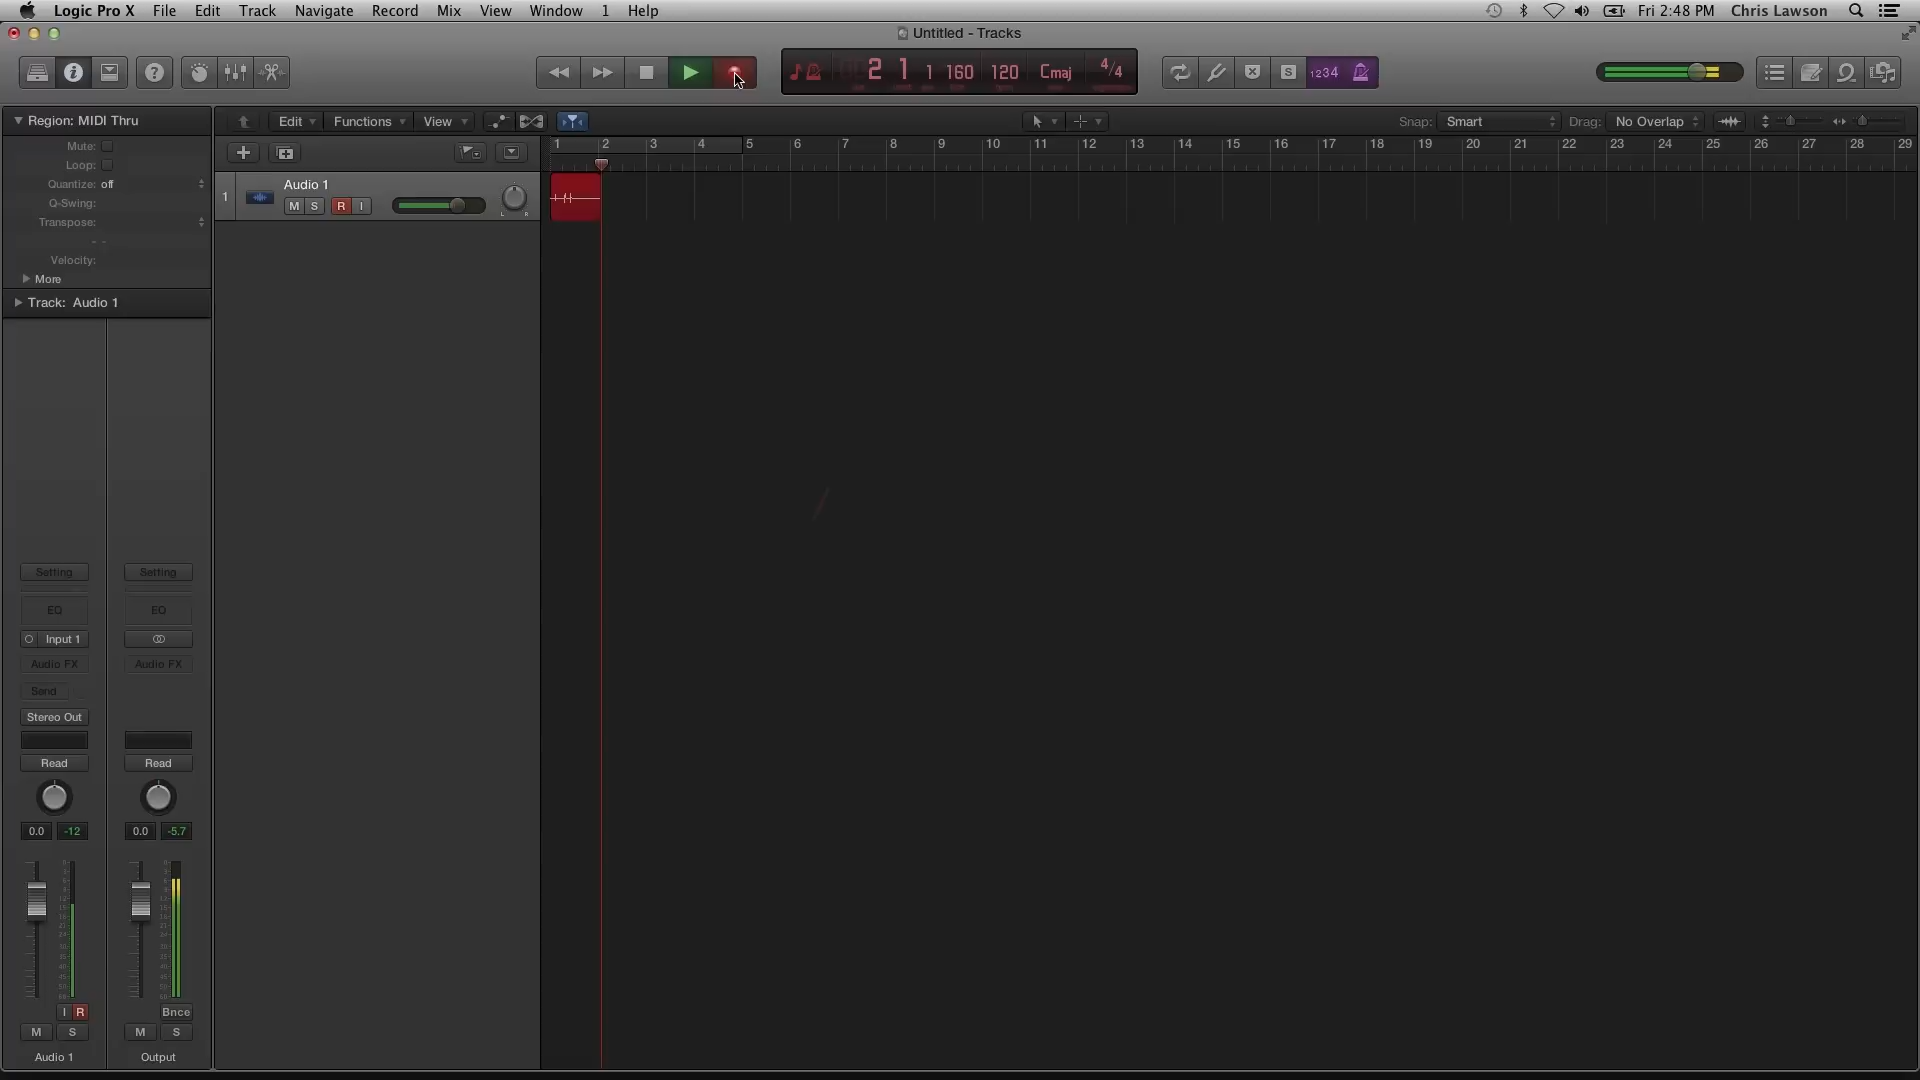 Logic Pro X File Edit Track Navigate Record Mix View Window 1 Help Fri 2:48 PM Chris Lawson
Untitled - Tracks
2 1 1 160 120 Cmaj 4/4
S 1234
Region: MIDI Thru
Edit Functions View Snap: Smart Drag: No Overlap
Mute:
Loop:
Quantize: off
Q-Swing:
Transpose:
Velocity:
More
Track: Audio 1
1 2 3 4 5 6 7 8 9 10 11 12 13 14 15 16 17 18 19 20 21 22 23 24 25 26 27 28 29
1 Audio 1
M S R I L R
Setting Setting
EQ EQ
Input 1
Audio FX Audio FX
Send
Stereo Out
Read Read
0.0 -12 0.0 -5.7
I R Bnce
M S M S
Audio 1 Output